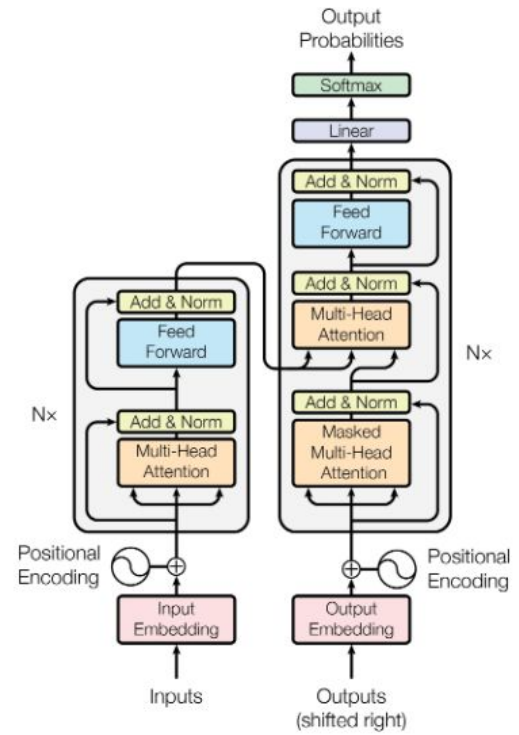 Output
Probabilities
Softmax
Linear
Add & Norm
Feed
Forward
Add & Norm
Multi-Head
Attention
Add & Norm
Masked
Multi-Head
Attention
N×
Add & Norm
Feed
Forward
Add & Norm
Multi-Head
Attention
N×
Positional
Encoding
Positional
Encoding
Input
Embedding
Output
Embedding
Inputs
Outputs
(shifted right)